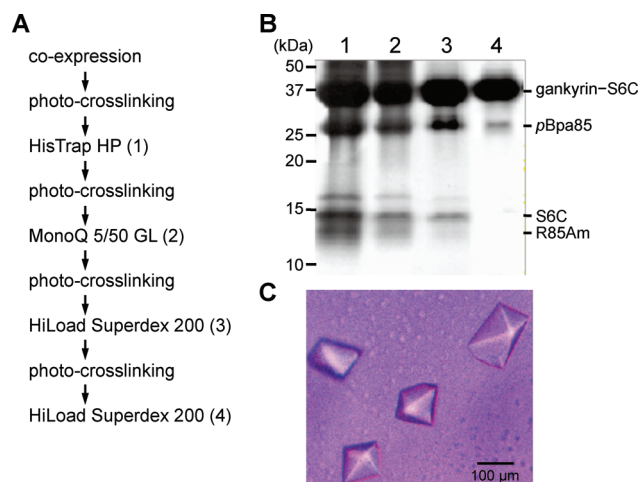 A
co-expression
photo-crosslinking
HisTrap HP (1)
photo-crosslinking
MonoQ 5/50 GL (2)
photo-crosslinking
HiLoad Superdex 200 (3)
photo-crosslinking
HiLoad Superdex 200 (4)
B
(kDa) 1 2 3 4
50
37
25
20
15
10
gankyrin−S6C
pBpa85
S6C
R85Am
C
100 µm